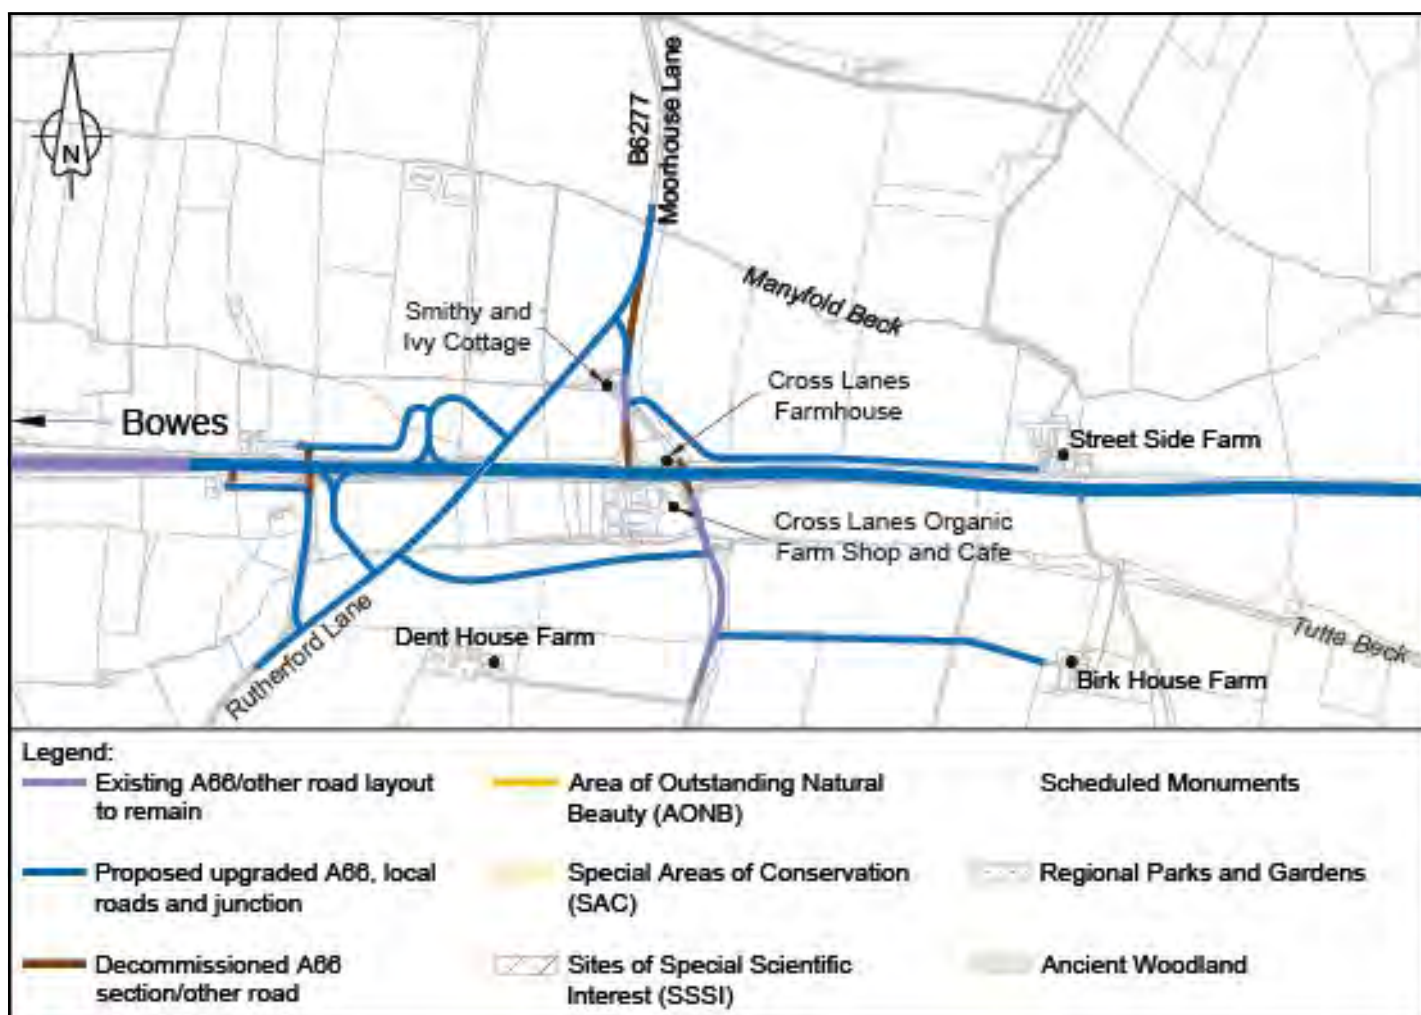 N
B6277
Moorhouse Lane
Manyfold Beck
Smithy and
Ivy Cottage
Cross Lanes
Farmhouse
Bowes
Street Side Farm
Cross Lanes Organic
Farm Shop and Cafe
Rutherford Lane
Dent House Farm
Tutta Beck
Birk House Farm
Legend:
Existing A66/other road layout
to remain
Proposed upgraded A66, local
roads and junction
Decommissioned A66
section/other road
Area of Outstanding Natural
Beauty (AONB)
Special Areas of Conservation
(SAC)
Sites of Special Scientific
Interest (SSSI)
Scheduled Monuments
Regional Parks and Gardens
Ancient Woodland